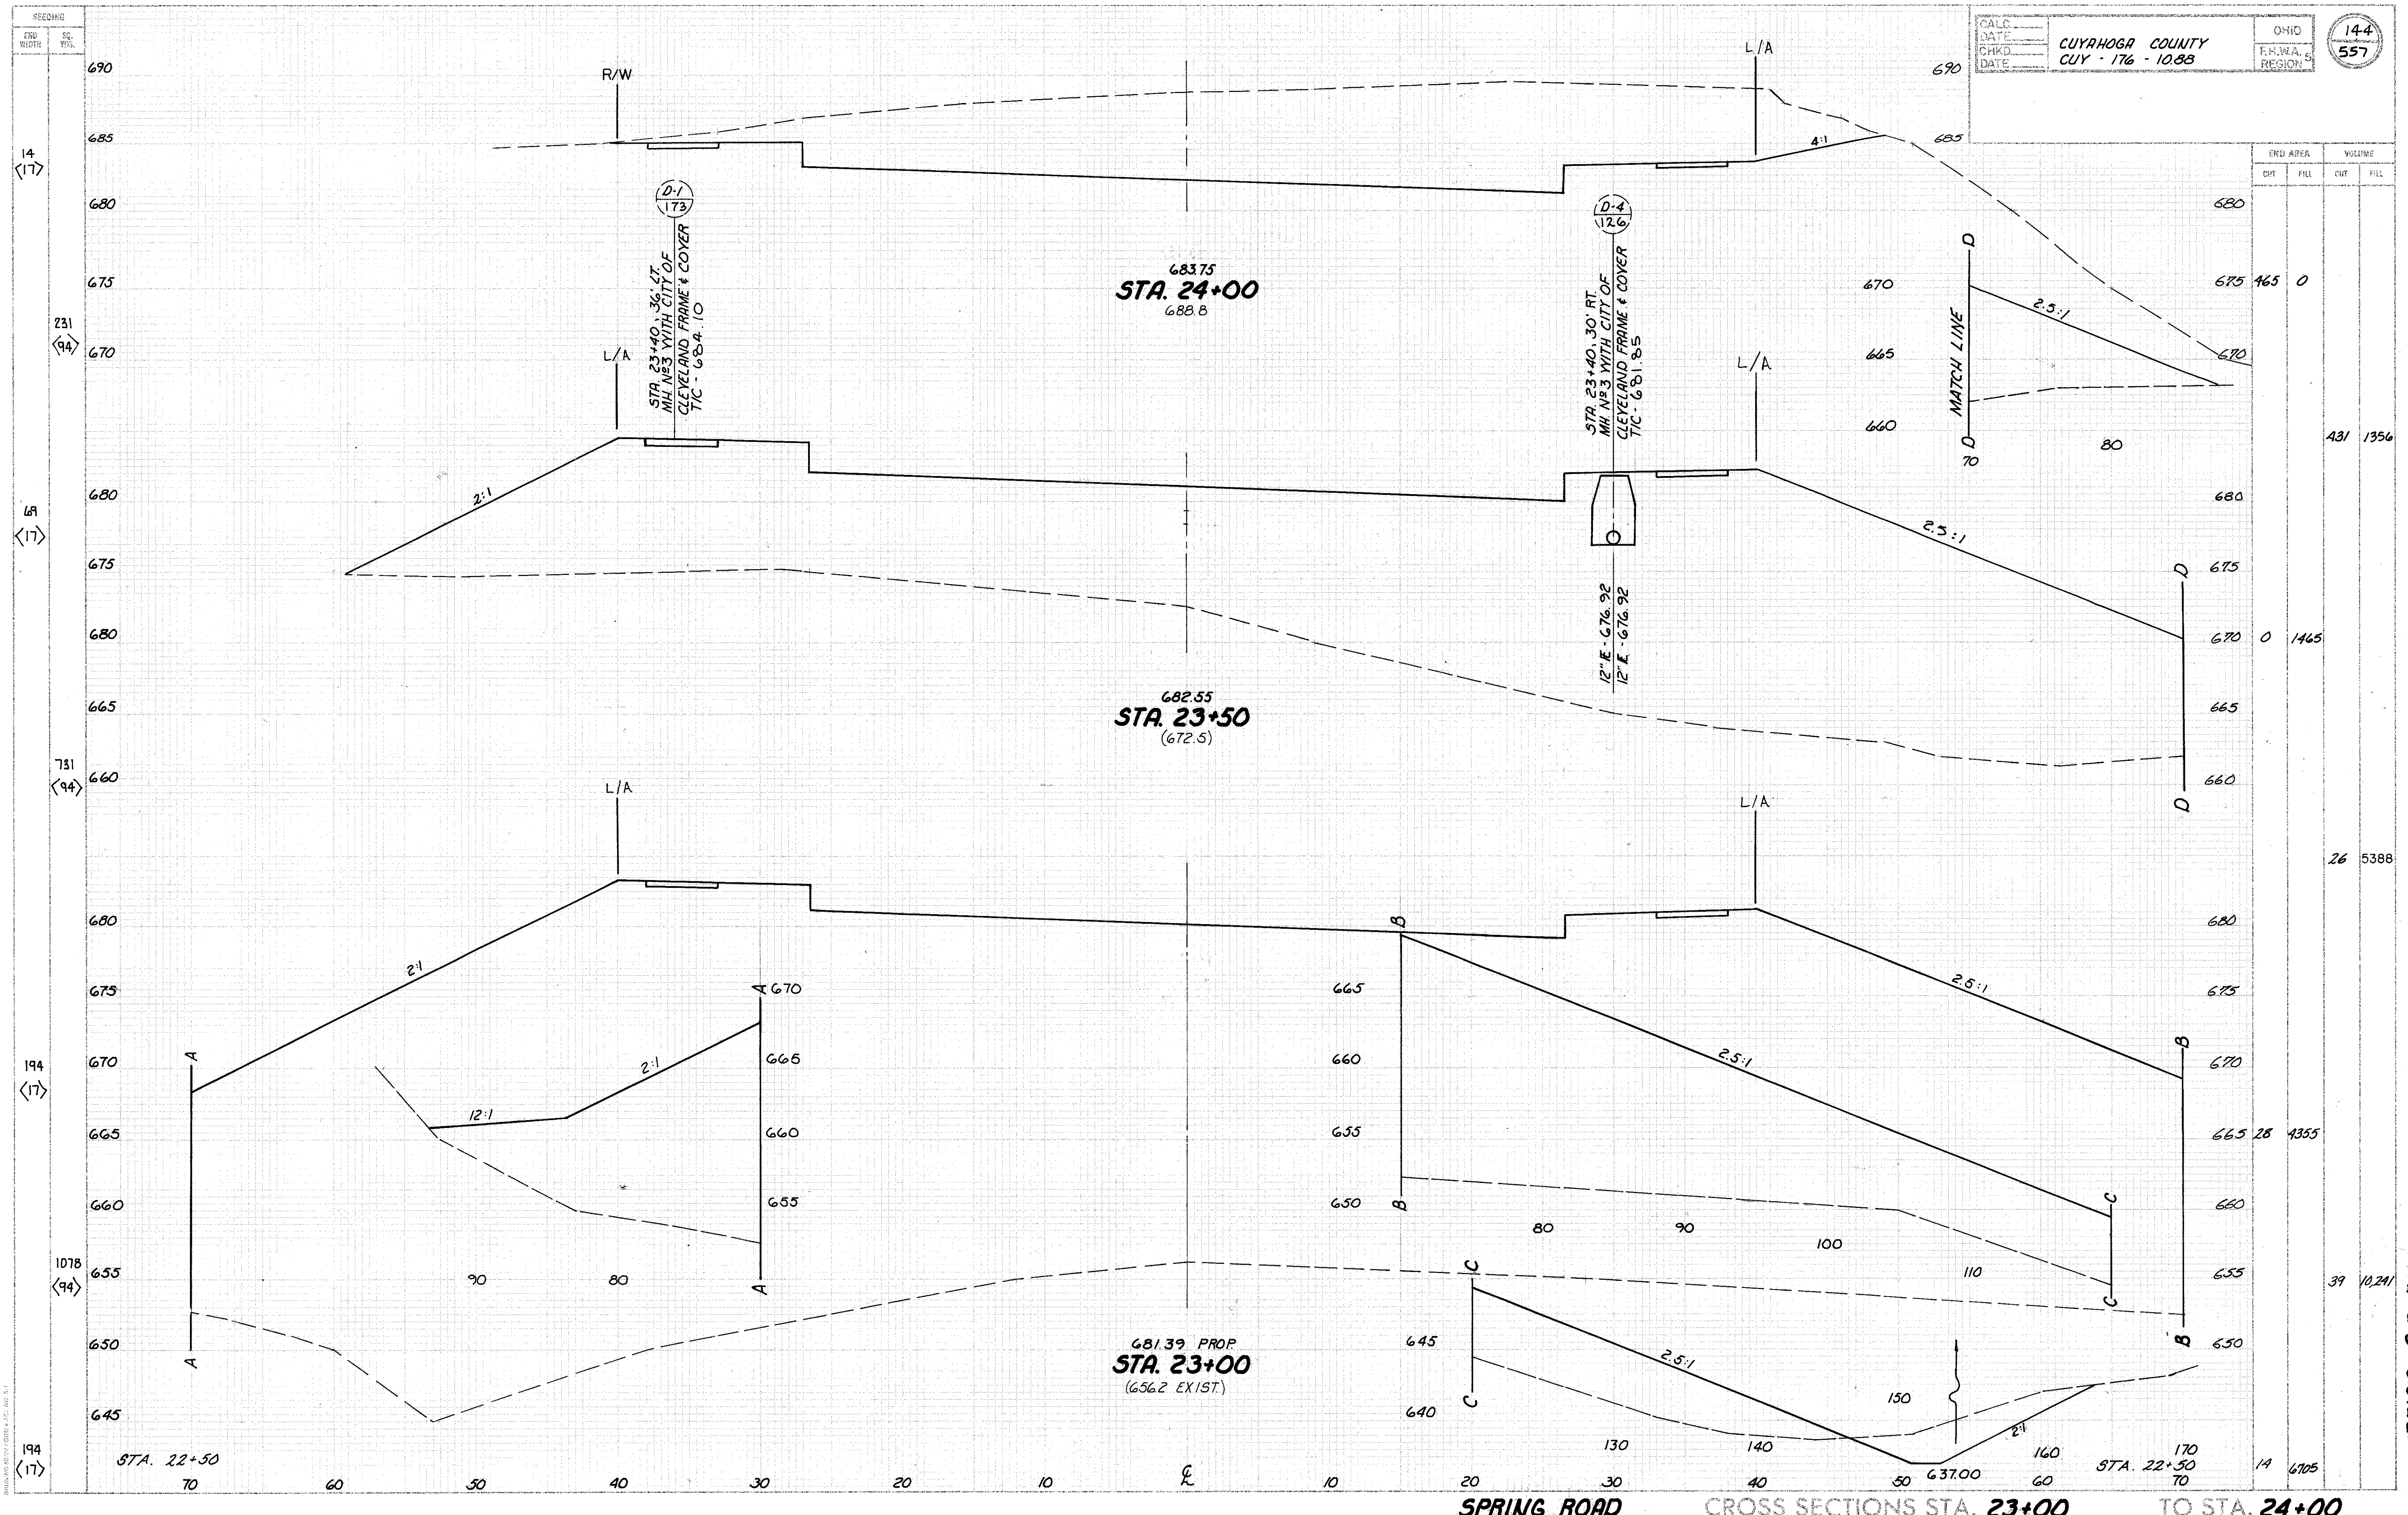 SEEDING
END WIDTH
SQ. YDS.
CALC.
DATE
CHKD.
DATE
CUYAHOGA COUNTY
CUY - 176 - 10.88
OHIO
F.H.W.A. 5
REGION
144
557
END AREA
VOLUME
CUT FILL CUT FILL
L/A
690
R/W
690
685
14
<17>
4:1
685
680
D-1
173
D-4
126
680
STA. 23+40, 36' LT.
MH. Nº3 WITH CITY OF
CLEVELAND FRAME & COVER
T/C - 684.10
STA. 23+40, 30' RT.
MH. Nº3 WITH CITY OF
CLEVELAND FRAME & COVER
T/C - 681.85
683.75
STA. 24+00
688.8
D
675
670
675
465 0
2.5:1
MATCH LINE
231
<94>
670
L/A
665
L/A
670
660
D
70
80
431 1356
680
2:1
680
69
<17>
2.5:1
675
D
675
12" IE - 676.92
12" IE - 676.92
680
670
0 1465
665
682.55
STA. 23+50
(672.5)
665
731
<94>
660
L/A
L/A
660
D
26 5388
680
B
680
2:1
675
A
670
665
2.5:1
675
194
<17>
670
A
2:1
665
660
2.5:1
B
670
12:1
665
660
655
665
28 4355
660
655
650
B
C
660
80
90
100
110
1078
<94>
655
90
80
A
C
C
655
39 10,241
650
A
681.39 PROP.
STA. 23+00
(656.2 EXIST.)
645
2.5:1
B
650
645
C
640
150
130
140
2:1
160
170
194
<17>
STA. 22+50
637.00
STA. 22+50
14 6705
70 60 50 40 30 20 10 ℄ 10 20 30 40 50 60 70
SPRING ROAD CROSS SECTIONS STA. 23+00 TO STA. 24+00